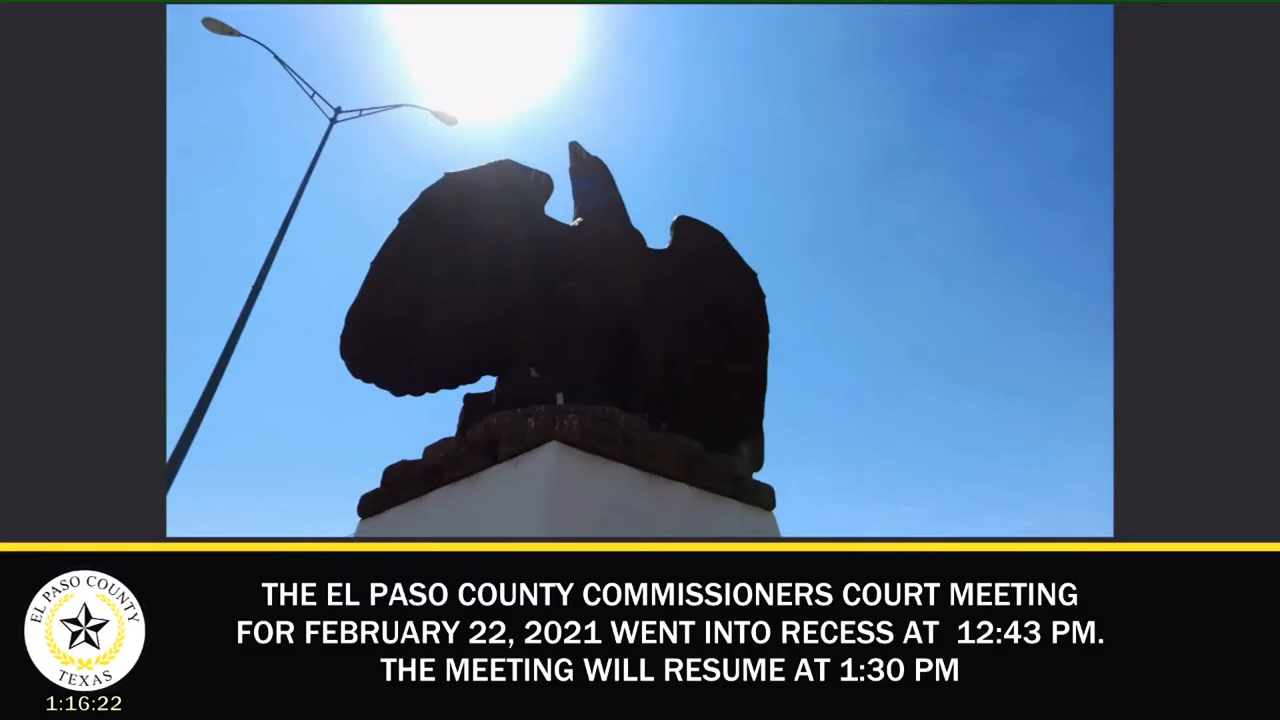 EL PASO COUNTY
TEXAS
1:16:22
THE EL PASO COUNTY COMMISSIONERS COURT MEETING
FOR FEBRUARY 22, 2021 WENT INTO RECESS AT 12:43 PM.
THE MEETING WILL RESUME AT 1:30 PM